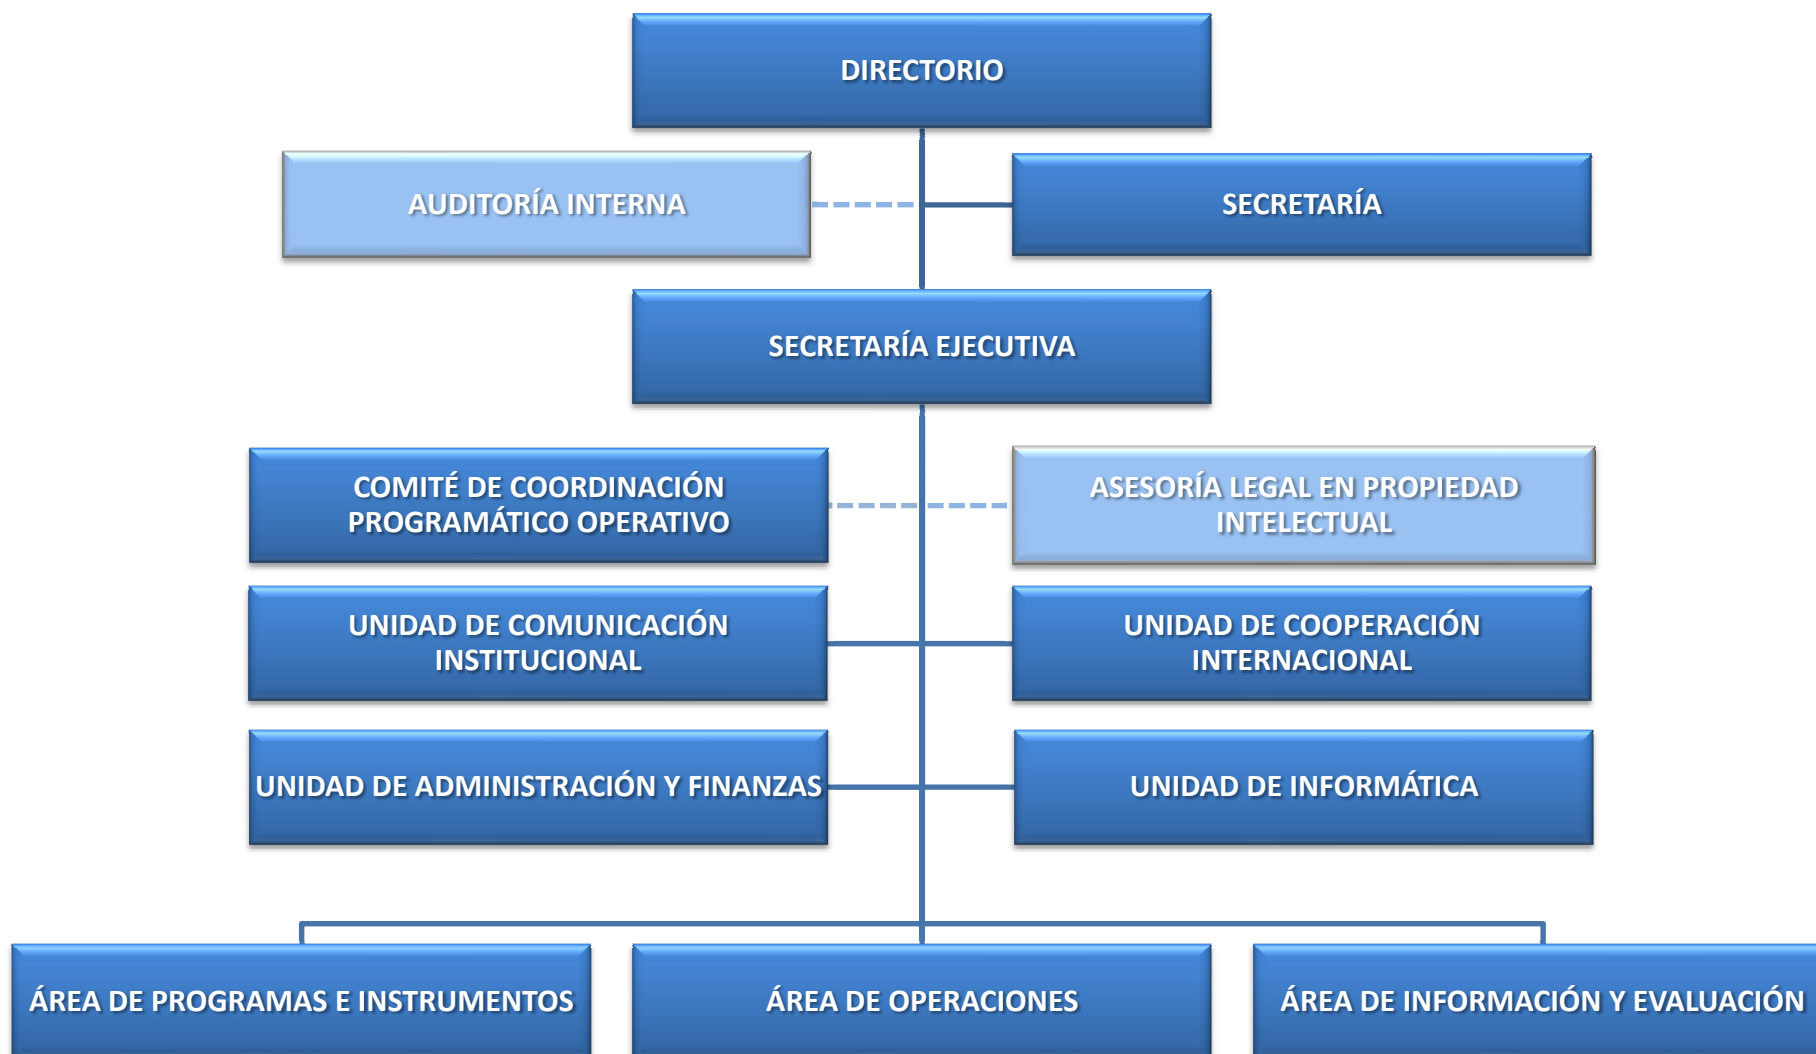 DIRECTORIO
AUDITORÍA INTERNA
SECRETARÍA
SECRETARÍA EJECUTIVA
COMITÉ DE COORDINACIÓN
PROGRAMÁTICO OPERATIVO
ASESORÍA LEGAL EN PROPIEDAD
INTELECTUAL
UNIDAD DE COMUNICACIÓN
INSTITUCIONAL
UNIDAD DE COOPERACIÓN
INTERNACIONAL
UNIDAD DE ADMINISTRACIÓN Y FINANZAS
UNIDAD DE INFORMÁTICA
ÁREA DE PROGRAMAS E INSTRUMENTOS
ÁREA DE OPERACIONES
ÁREA DE INFORMACIÓN Y EVALUACIÓN